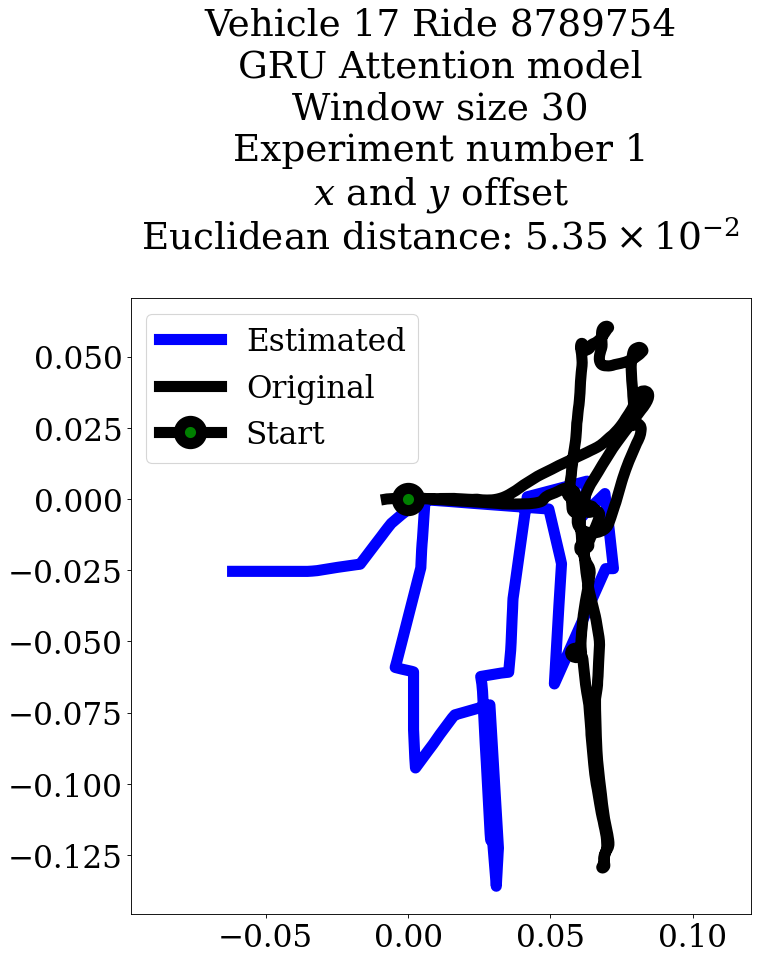 Vehicle 17 Ride 8789754
GRU Attention model
Window size 30
Experiment number 1
x and y offset
Euclidean distance: 5.35 × 10⁻²
Estimated
Original
Start
0.050
0.025
0.000
−0.025
−0.050
−0.075
−0.100
−0.125
−0.05 0.00 0.05 0.10